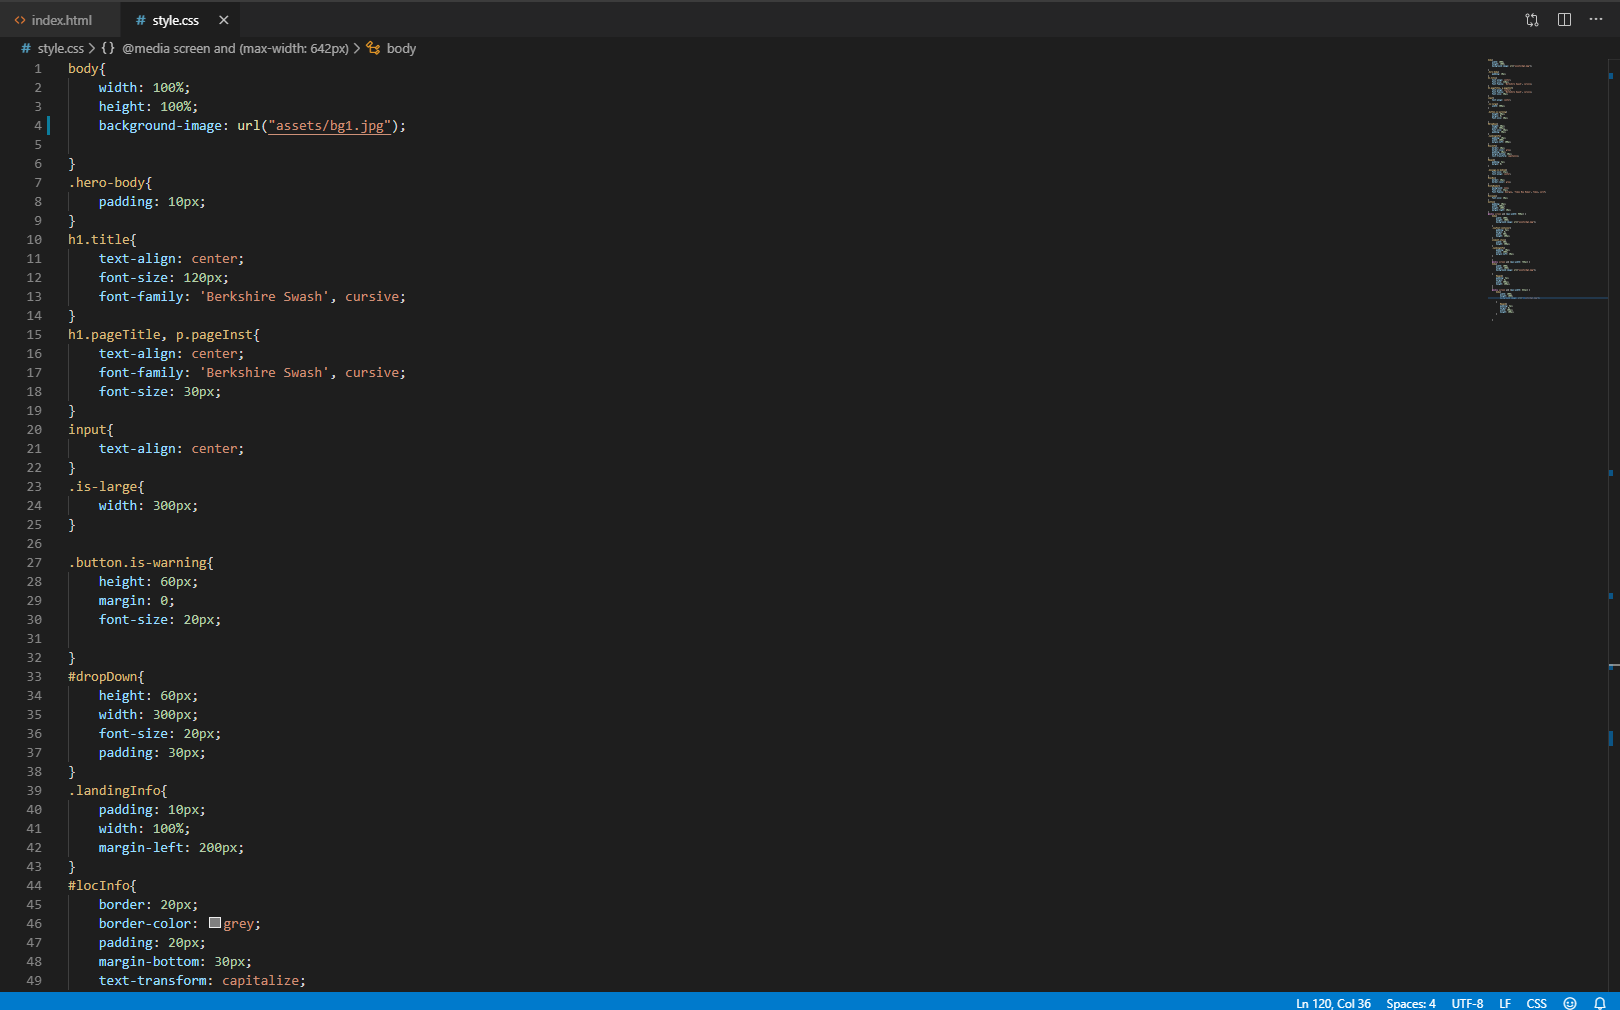 <> index.html # style.css ×
# style.css > {} @media screen and (max-width: 642px) > body
1 body{
2 width: 100%;
3 height: 100%;
4 background-image: url("assets/bg1.jpg");
5
6 }
7 .hero-body{
8 padding: 10px;
9 }
10 h1.title{
11 text-align: center;
12 font-size: 120px;
13 font-family: 'Berkshire Swash', cursive;
14 }
15 h1.pageTitle, p.pageInst{
16 text-align: center;
17 font-family: 'Berkshire Swash', cursive;
18 font-size: 30px;
19 }
20 input{
21 text-align: center;
22 }
23 .is-large{
24 width: 300px;
25 }
26
27 .button.is-warning{
28 height: 60px;
29 margin: 0;
30 font-size: 20px;
31
32 }
33 #dropDown{
34 height: 60px;
35 width: 300px;
36 font-size: 20px;
37 padding: 30px;
38 }
39 .landingInfo{
40 padding: 10px;
41 width: 100%;
42 margin-left: 200px;
43 }
44 #locInfo{
45 border: 20px;
46 border-color: grey;
47 padding: 20px;
48 margin-bottom: 30px;
49 text-transform: capitalize;
Ln 120, Col 36 Spaces: 4 UTF-8 LF CSS